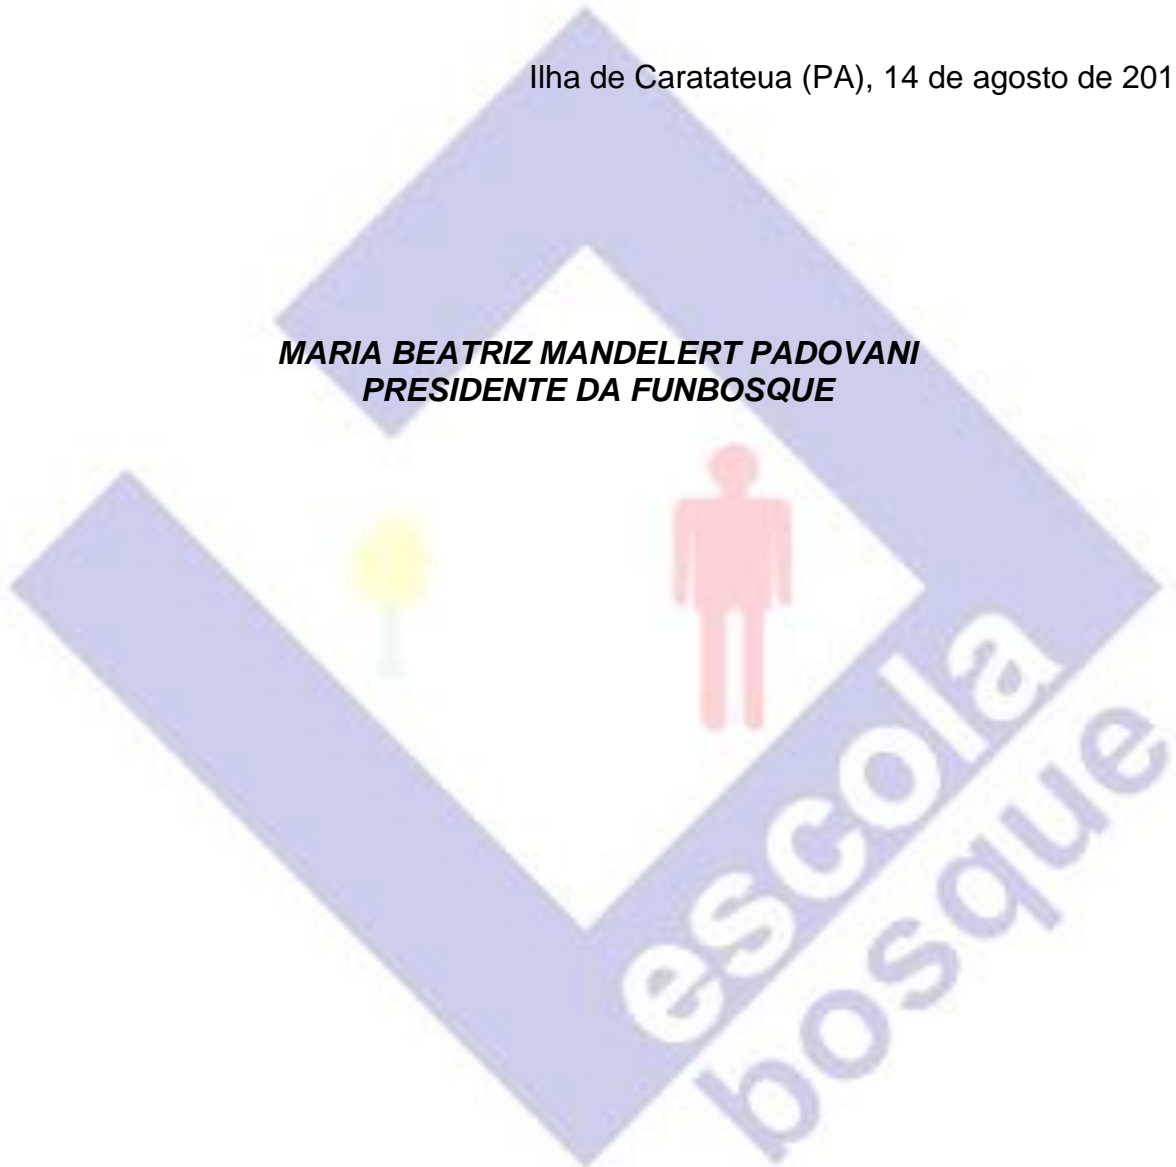 Ilha de Caratateua (PA), 14 de agosto de 201
MARIA BEATRIZ MANDELERT PADOVANI
PRESIDENTE DA FUNBOSQUE
escola
bosque